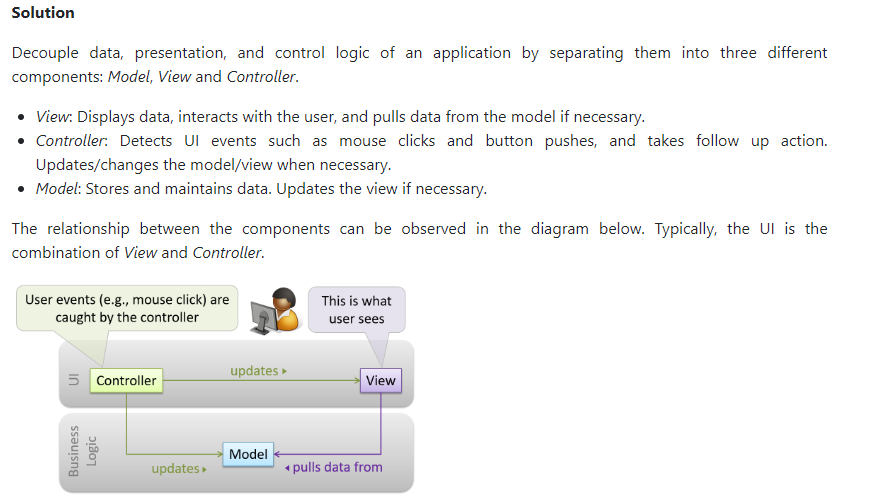 Solution
Decouple data, presentation, and control logic of an application by separating them into three different
components: Model, View and Controller.
• View: Displays data, interacts with the user, and pulls data from the model if necessary.
• Controller: Detects UI events such as mouse clicks and button pushes, and takes follow up action.
Updates/changes the model/view when necessary.
• Model: Stores and maintains data. Updates the view if necessary.
The relationship between the components can be observed in the diagram below. Typically, the UI is the
combination of View and Controller.
User events (e.g., mouse click) are
caught by the controller
This is what
user sees
UI
Controller
updates ▸
View
Business
Logic
Model
updates ▸
◂ pulls data from